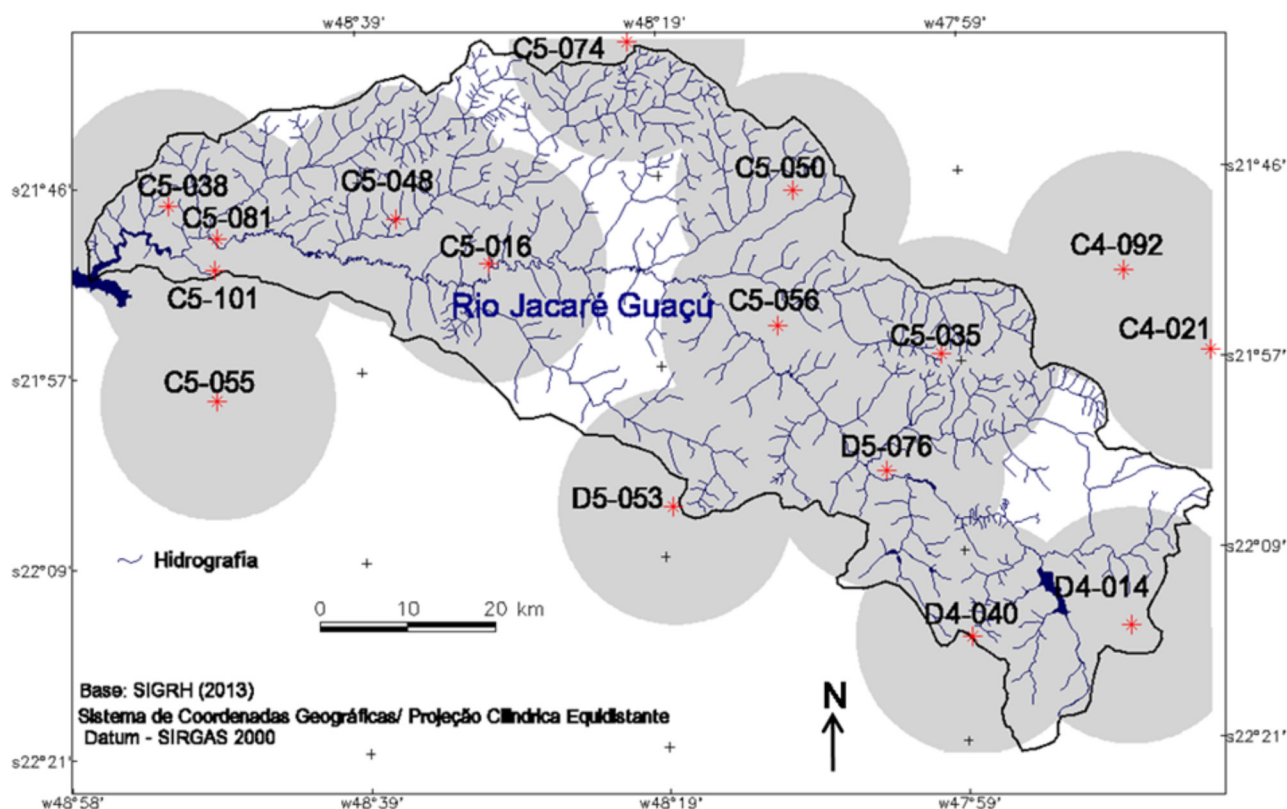 w48°39' w48°19' w47°59'
C5-074
C5-050
s21°46' s21°46'
C5-038 C5-048
C5-081
C5-016
C4-092
C5-101
Rio Jacaré Guaçú
C5-056
C5-035
C4-021
s21°57' s21°57'
C5-055
D5-076
D5-053
s22°09' s22°09'
Hidrografia
D4-014
0 10 20 km
D4-040
Base: SIGRH (2013)
Sistema de Coordenadas Geográficas/ Projeção Cilíndrica Equidistante
Datum - SIRGAS 2000
N
s22°21' s22°21'
w48°58' w48°39' w48°19' w47°59'